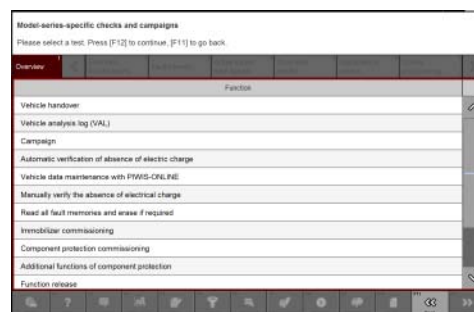 Model-series-specific checks and campaigns
Please select a test. Press [F12] to continue, [F11] to go back.
Overview
Function
Vehicle handover
Vehicle analysis log (VAL)
Campaign
Automatic verification of absence of electric charge
Vehicle data maintenance with PIWIS-ONLINE
Manually verify the absence of electrical charge
Read all fault memories and erase if required
Immobilizer commissioning
Component protection commissioning
Additional functions of component protection
Function release